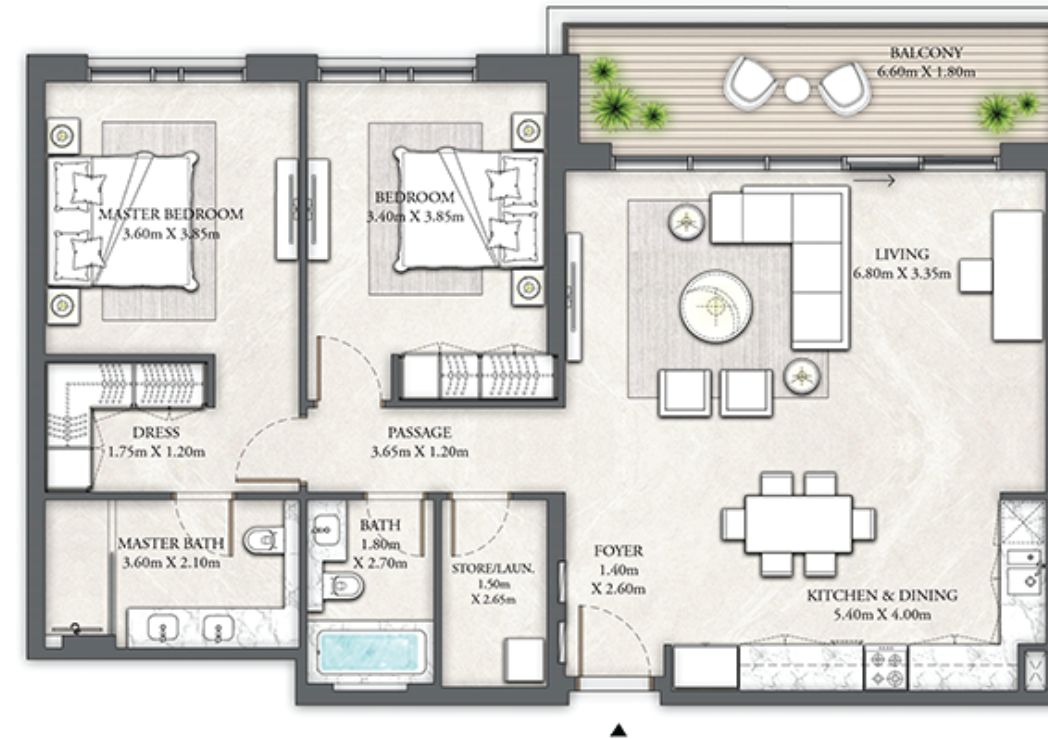 BALCONY
6.60m X 1.80m
MASTER BEDROOM
3.60m X 3.85m
BEDROOM
3.40m X 3.85m
LIVING
6.80m X 3.35m
DRESS
1.75m X 1.20m
PASSAGE
3.65m X 1.20m
MASTER BATH
3.60m X 2.10m
BATH
1.80m
X 2.70m
STORE/LAUN.
1.50m
X 2.65m
FOYER
1.40m
X 2.60m
KITCHEN & DINING
5.40m X 4.00m